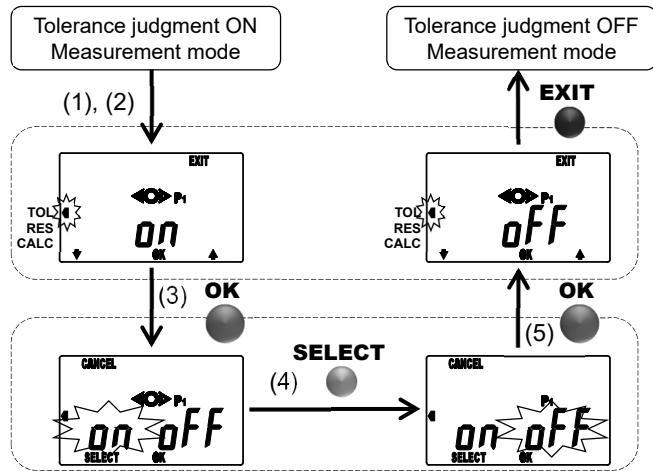 Tolerance judgment ON
Measurement mode
Tolerance judgment OFF
Measurement mode
(1), (2)
EXIT
EXIT
P1
TOL
RES
CALC
on
OK
EXIT
P1
TOL
RES
CALC
oFF
OK
(3)
OK
(5)
OK
CANCEL
P1
on oFF
SELECT
OK
(4)
SELECT
CANCEL
P1
on oFF
SELECT
OK